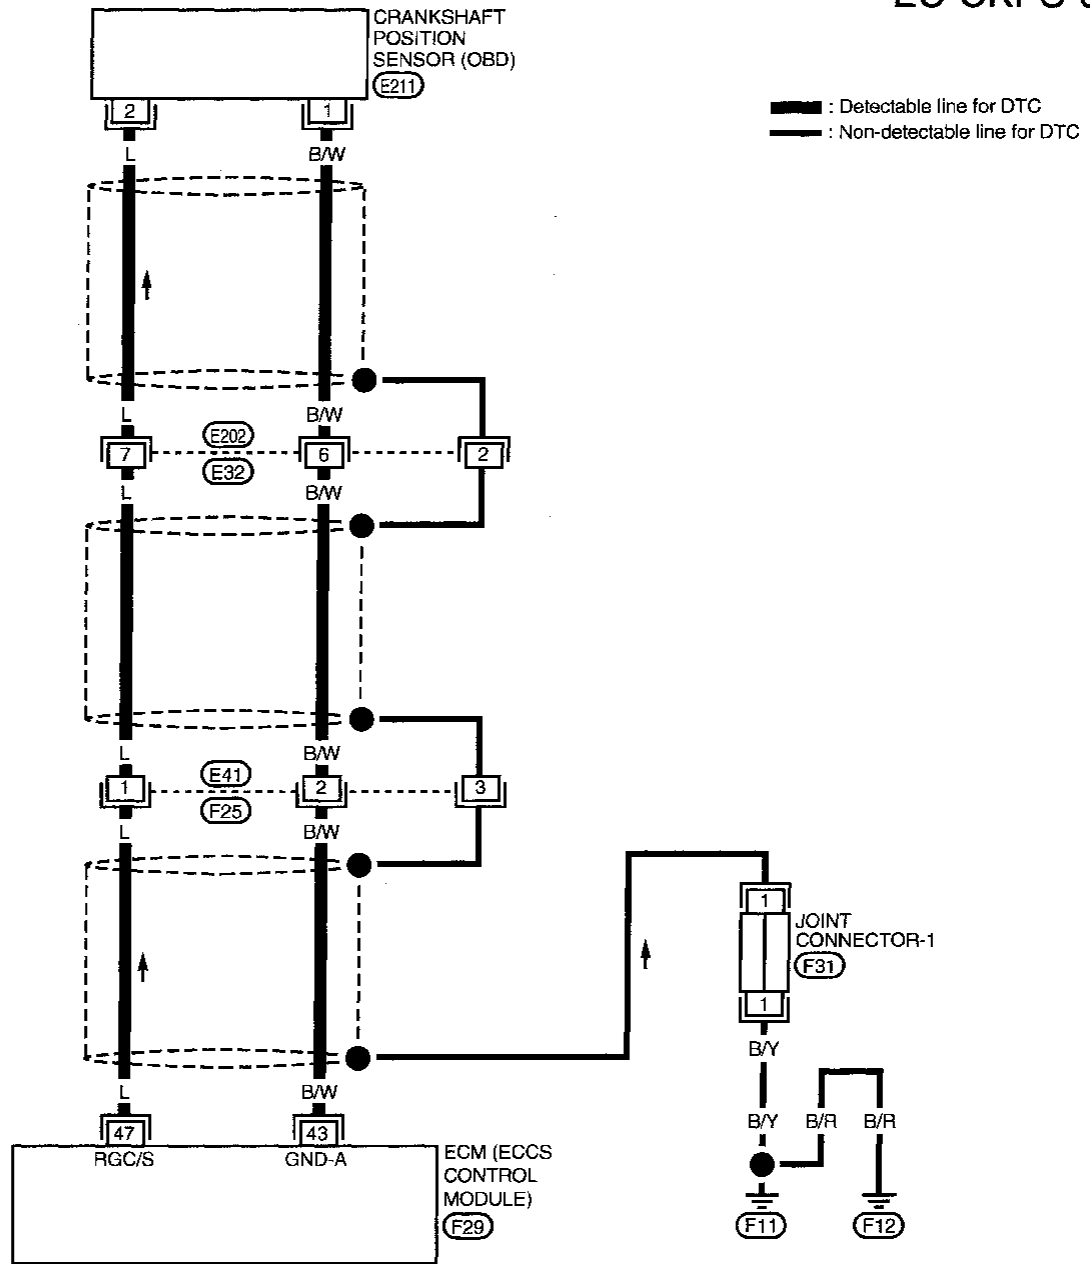 CRANKSHAFT
POSITION
SENSOR (OBD)
E211
2 1
: Detectable line for DTC
: Non-detectable line for DTC
L B/W
L B/W
E202
7 6 2
E32
L B/W
L B/W
E41
1 2 3
F25
L B/W
1
JOINT
CONNECTOR-1
F31
1
B/Y
L B/W
B/Y B/R B/R
47 43
RGC/S GND-A
ECM (ECCS
CONTROL
MODULE)
F29
F11 F12